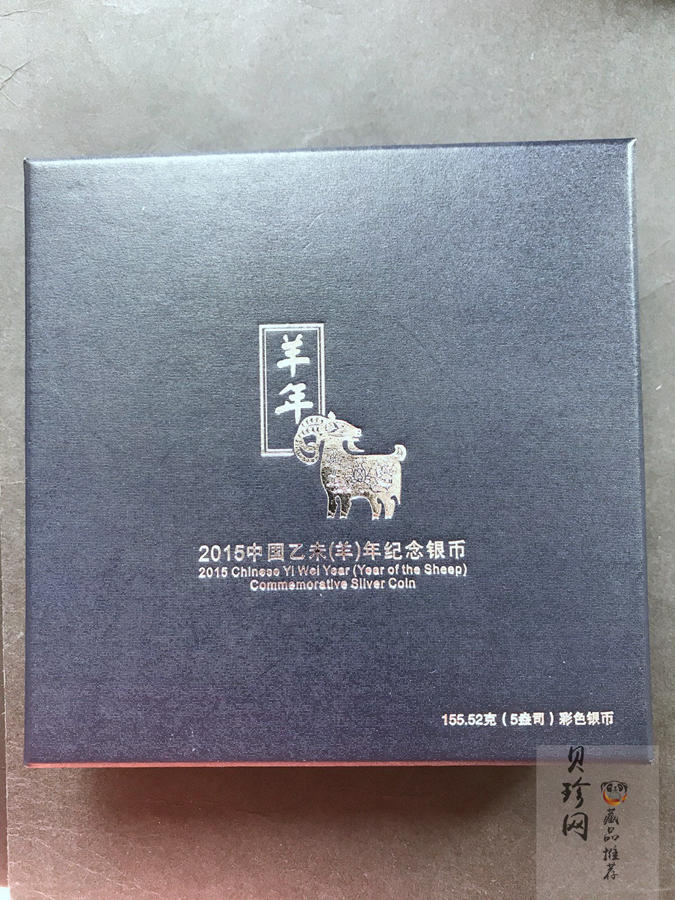 羊年
2015中国乙未(羊)年纪念银币
2015 Chinese Yi Wei Year (Year of the Sheep)
Commemorative Silver Coin
155.52克(5盎司)彩色银币
贝珍网
藏品推荐